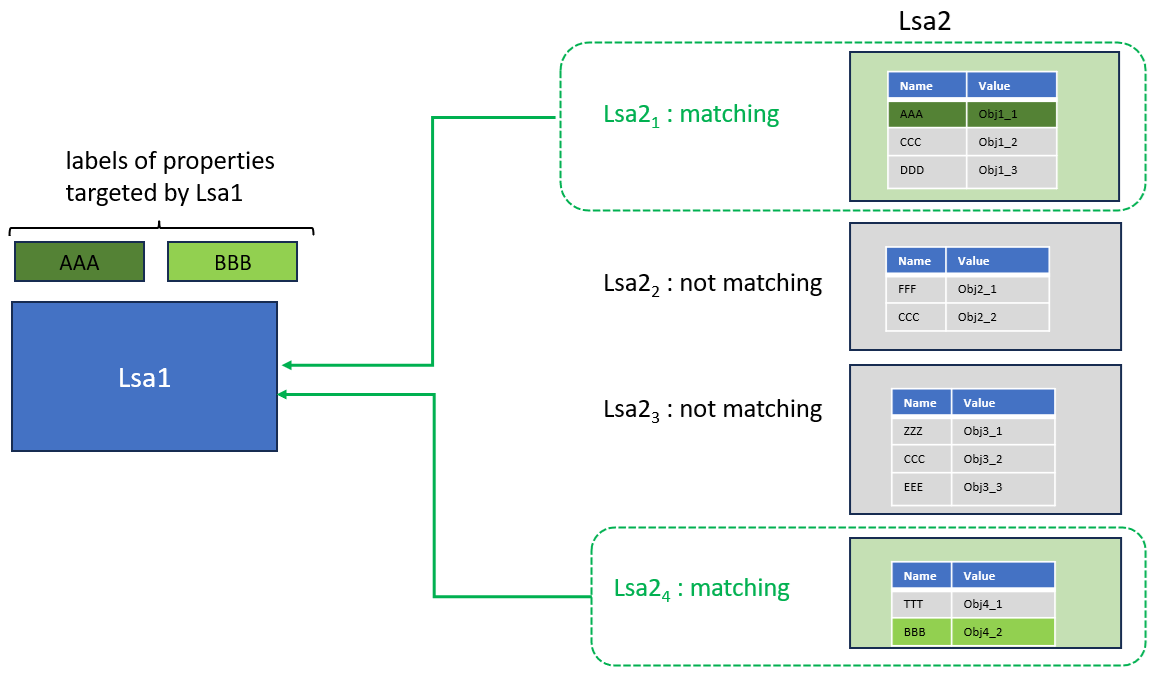 Lsa2
Lsa2₁ : matching
Name Value
AAA Obj1_1
CCC Obj1_2
DDD Obj1_3
labels of properties
targeted by Lsa1
AAA BBB
Lsa1
Lsa2₂ : not matching
Name Value
FFF Obj2_1
CCC Obj2_2
Lsa2₃ : not matching
Name Value
ZZZ Obj3_1
CCC Obj3_2
EEE Obj3_3
Lsa2₄ : matching
Name Value
TTT Obj4_1
BBB Obj4_2